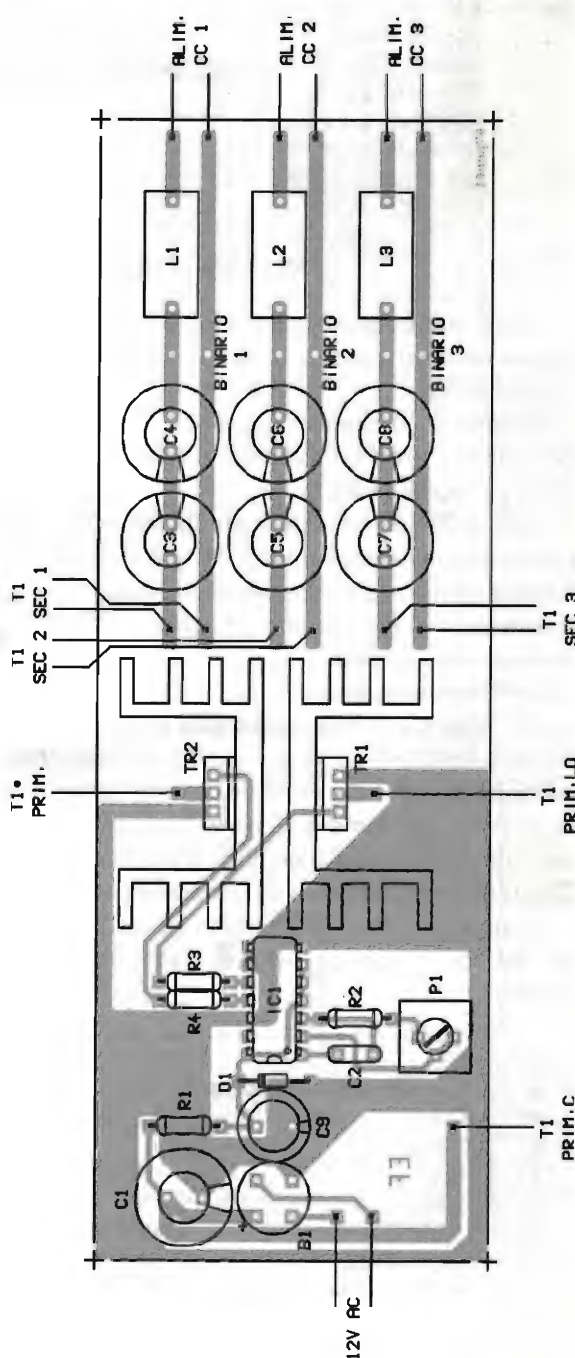 ALIM.
CC 1
ALIM.
CC 2
ALIM.
CC 3
L1
L2
L3
BINARIO
1
BINARIO
2
BINARIO
3
C4
C6
C8
C3
C5
C7
T1
SEC 1
T1
SEC 2
T1
SEC 3
T1•
PRIM.
TR2
TR1
T1
PRIM.LO
R3
R4
IC1
R2
P1
D1
C2
R1
C9
C1
B1
+
T1
PRIM.C
12V AC